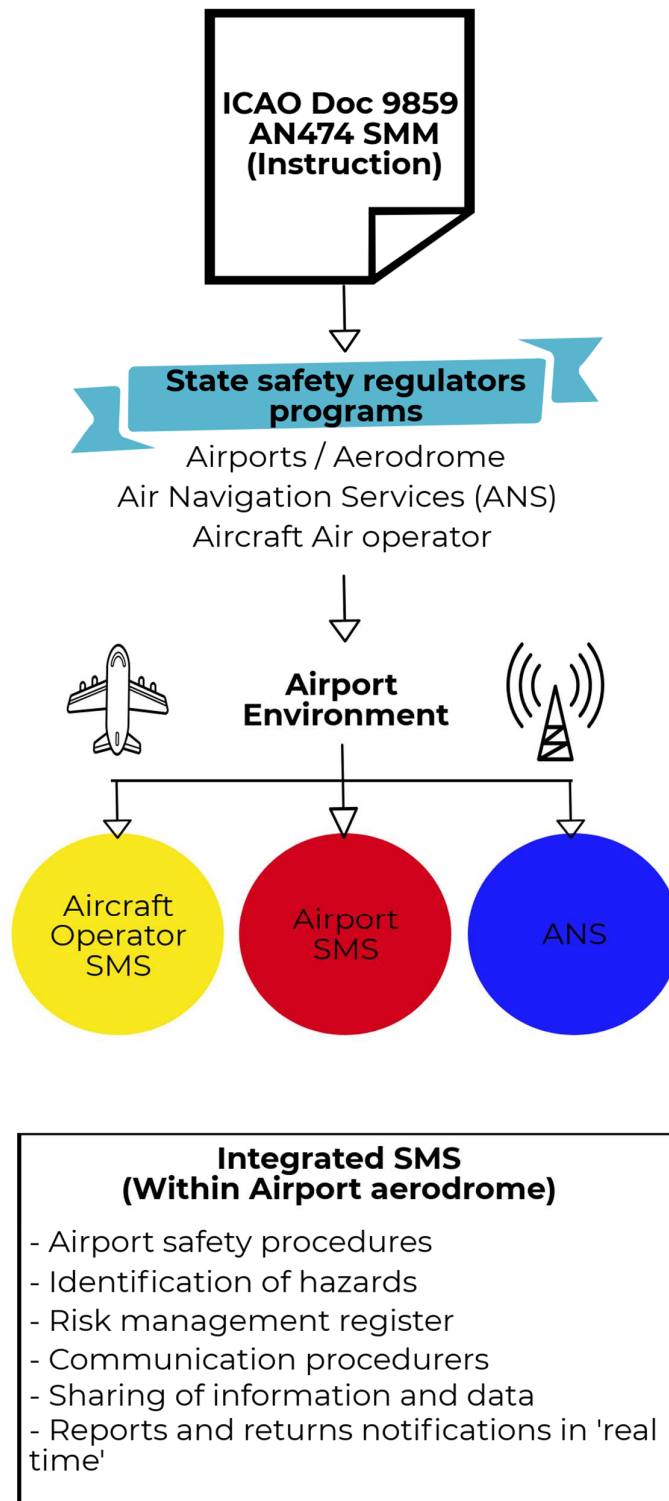 ICAO Doc 9859
AN474 SMM
(Instruction)
State safety regulators
programs
Airports / Aerodrome
Air Navigation Services (ANS)
Aircraft Air operator
Airport
Environment
Aircraft
Operator
SMS
Airport
SMS
ANS
Integrated SMS
(Within Airport aerodrome)
- Airport safety procedures
- Identification of hazards
- Risk management register
- Communication procedurers
- Sharing of information and data
- Reports and returns notifications in 'real
time'